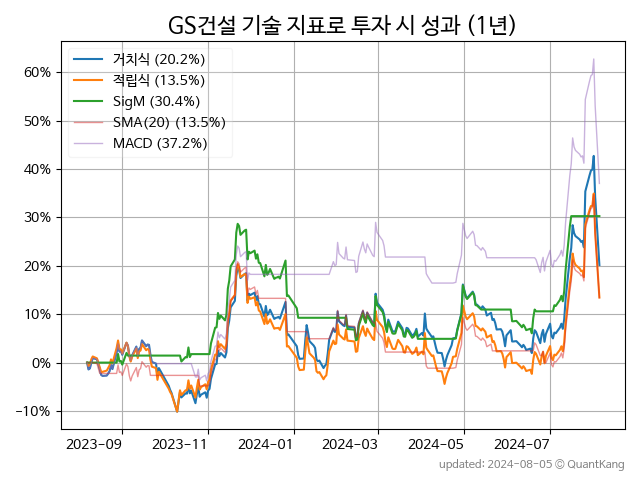 GS건설 기술 지표로 투자 시 성과 (1년)
거치식 (20.2%)
적립식 (13.5%)
SigM (30.4%)
SMA(20) (13.5%)
MACD (37.2%)
60%
50%
40%
30%
20%
10%
0%
−10%
2023-09
2023-11
2024-01
2024-03
2024-05
2024-07
updated: 2024-08-05 © QuantKang